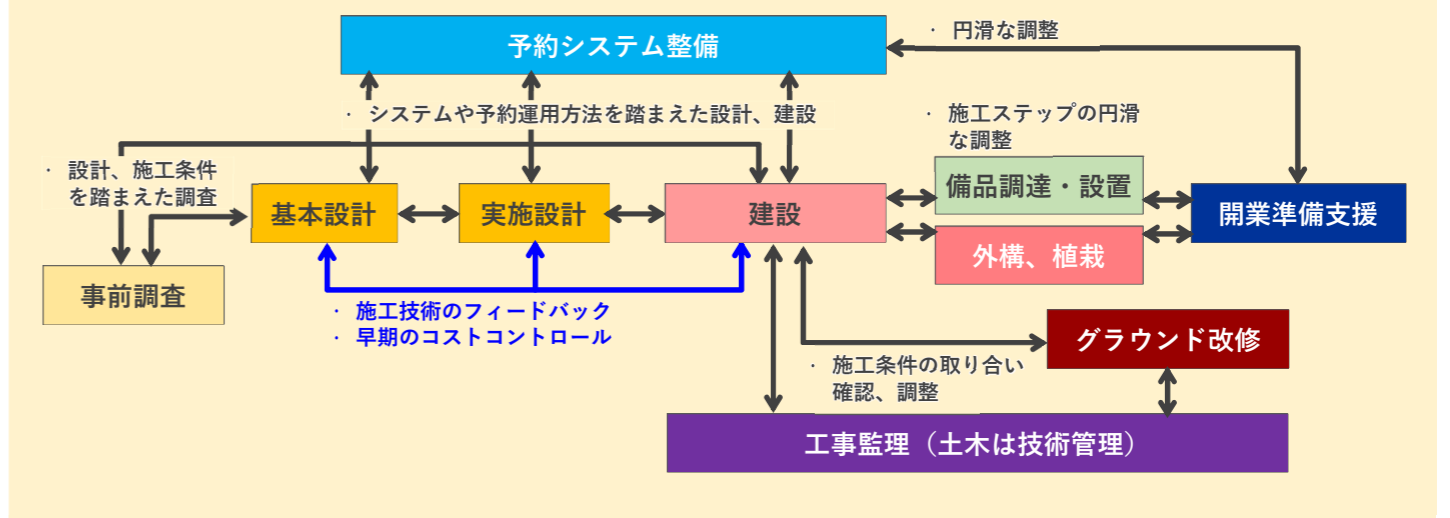 予約システム整備
· 円滑な調整
· システムや予約運用方法を踏まえた設計、建設
· 施工ステップの円滑
な調整
· 設計、施工条件
を踏まえた調査
備品調達・設置
基本設計
実施設計
建設
開業準備支援
外構、植栽
事前調査
· 施工技術のフィードバック
· 早期のコストコントロール
グラウンド改修
· 施工条件の取り合い
確認、調整
工事監理（土木は技術管理）